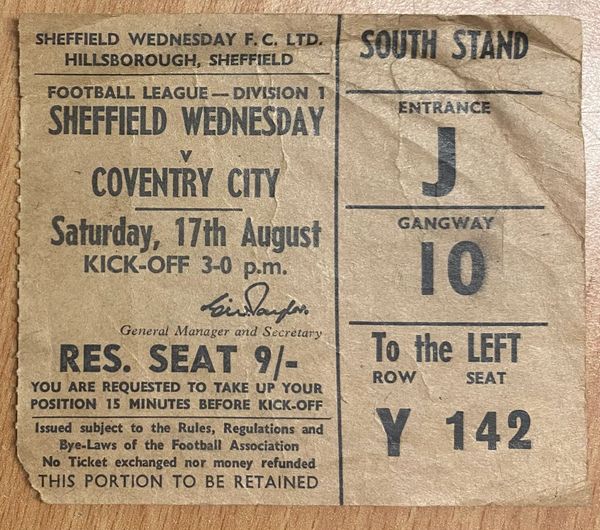 SHEFFIELD WEDNESDAY F.C. LTD.
HILLSBOROUGH, SHEFFIELD
FOOTBALL LEAGUE — DIVISION 1
SHEFFIELD WEDNESDAY
v
COVENTRY CITY
Saturday, 17th August
KICK-OFF 3-0 p.m.
General Manager and Secretary
RES. SEAT 9/-
YOU ARE REQUESTED TO TAKE UP YOUR
POSITION 15 MINUTES BEFORE KICK-OFF
Issued subject to the Rules, Regulations and
Bye-Laws of the Football Association
No Ticket exchanged nor money refunded
THIS PORTION TO BE RETAINED
SOUTH STAND
ENTRANCE
J
GANGWAY
10
To the LEFT
ROW SEAT
Y 142